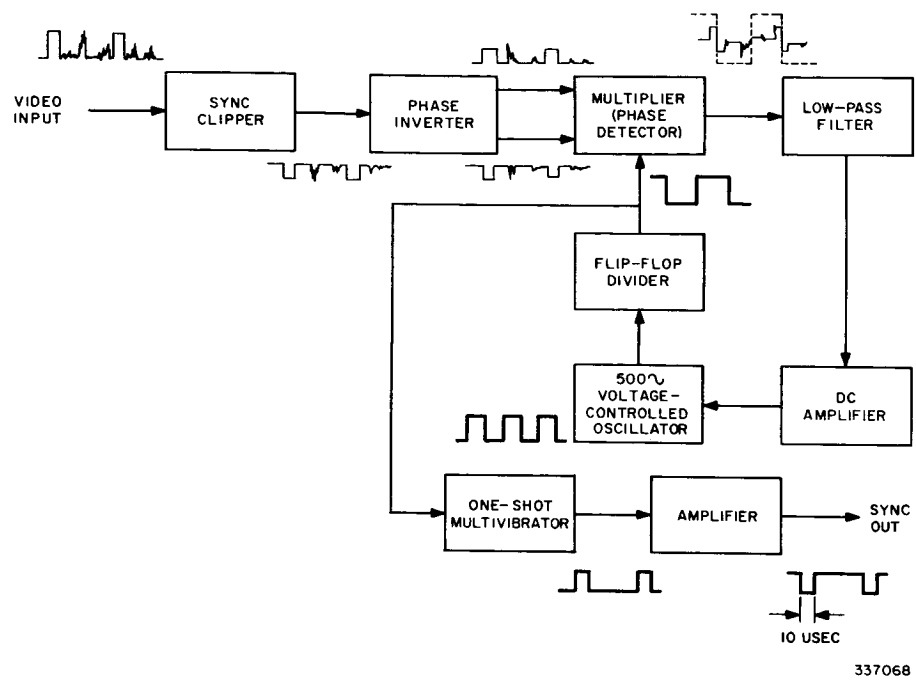 VIDEO
INPUT
SYNC
CLIPPER
PHASE
INVERTER
MULTIPLIER
(PHASE
DETECTOR)
LOW-PASS
FILTER
FLIP-FLOP
DIVIDER
500∿
VOLTAGE-
CONTROLLED
OSCILLATOR
DC
AMPLIFIER
ONE-SHOT
MULTIVIBRATOR
AMPLIFIER
SYNC
OUT
10 USEC
337068